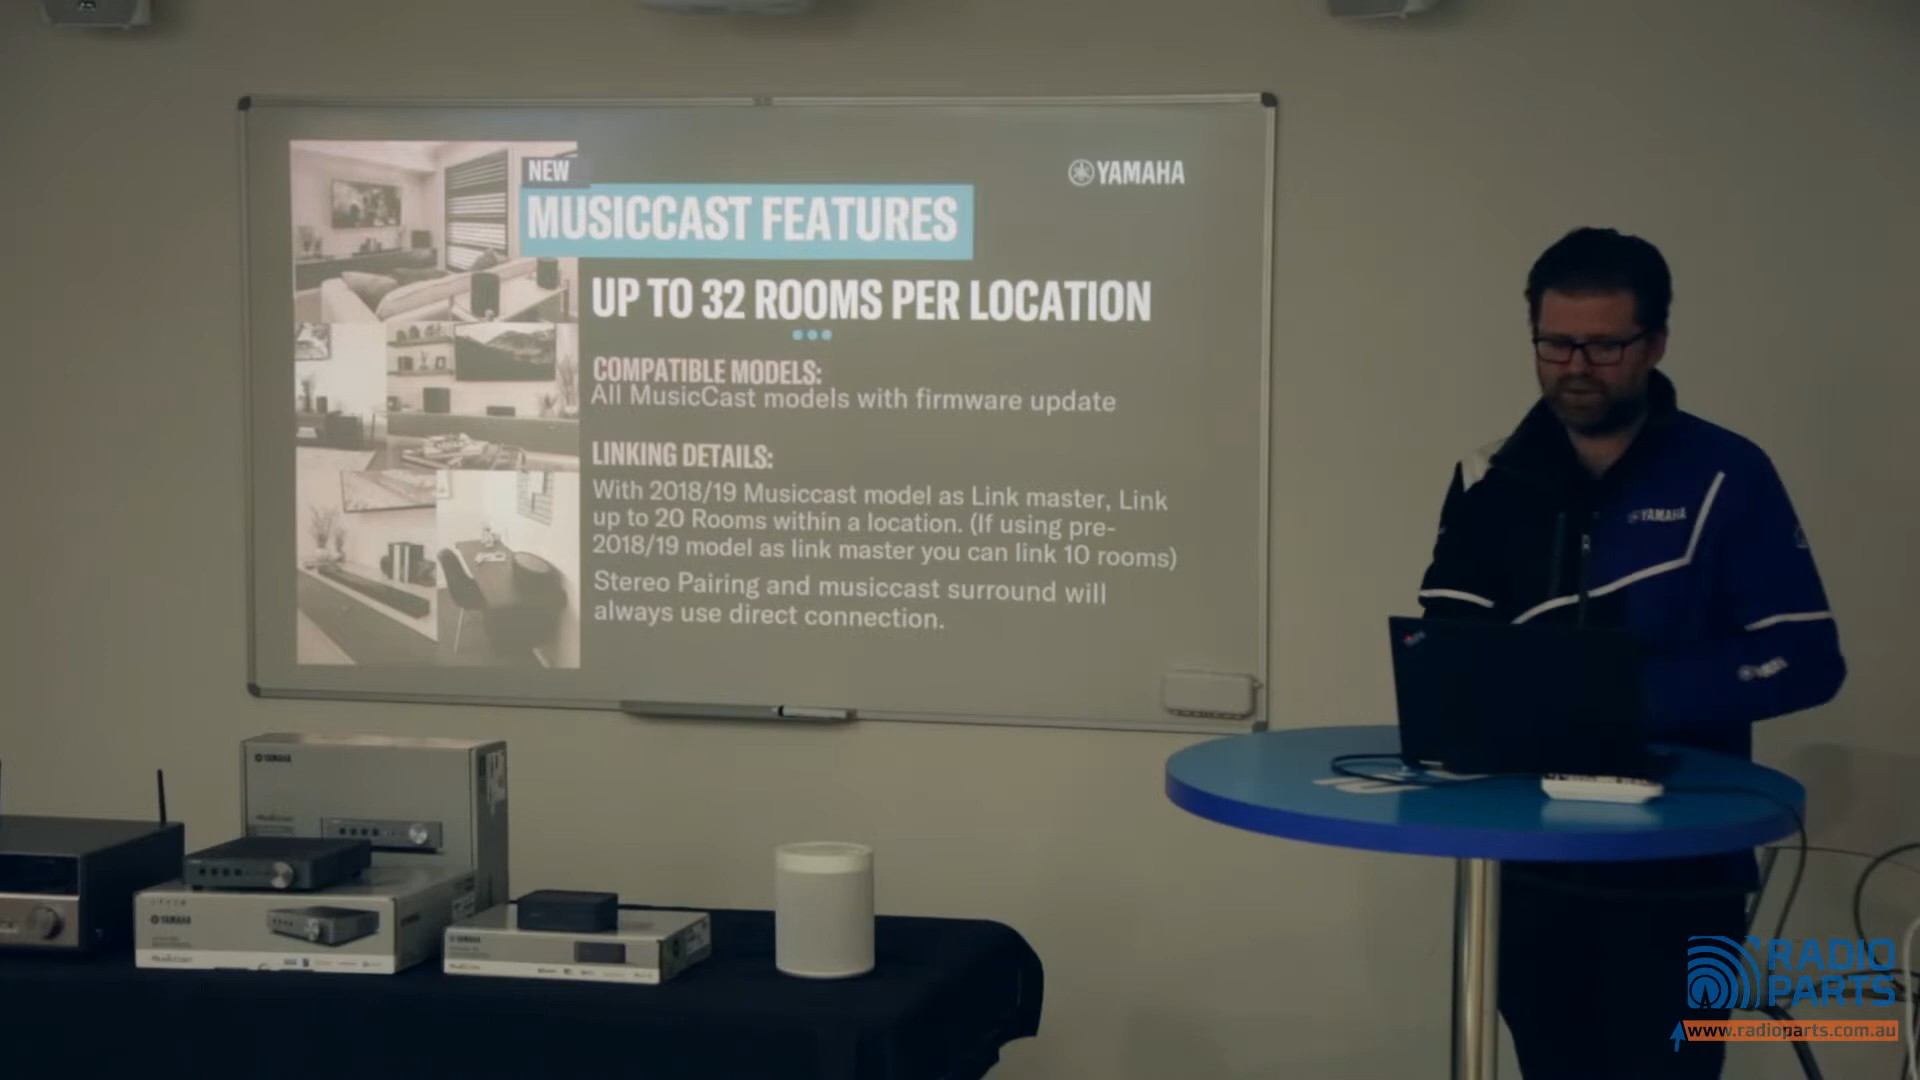 NEW
YAMAHA
MUSICCAST FEATURES
UP TO 32 ROOMS PER LOCATION
COMPATIBLE MODELS:
All MusicCast models with firmware update
LINKING DETAILS:
With 2018/19 Musiccast model as Link master, Link
up to 20 Rooms within a location. (If using pre-
2018/19 model as link master you can link 10 rooms)
Stereo Pairing and musiccast surround will
always use direct connection.
YAMAHA
YAMAHA
YAMAHA
YAMAHA
RADIO
PARTS
www.radioparts.com.au